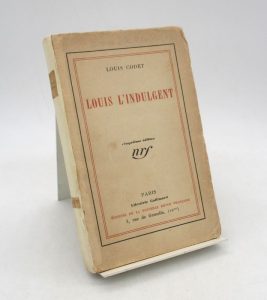 LOUIS CODET
LOUIS L'INDULGENT
cinquième édition
nrf
PARIS
Librairie Gallimard
ÉDITIONS DE LA NOUVELLE REVUE FRANÇAISE
3, rue de Grenelle, (VIme)